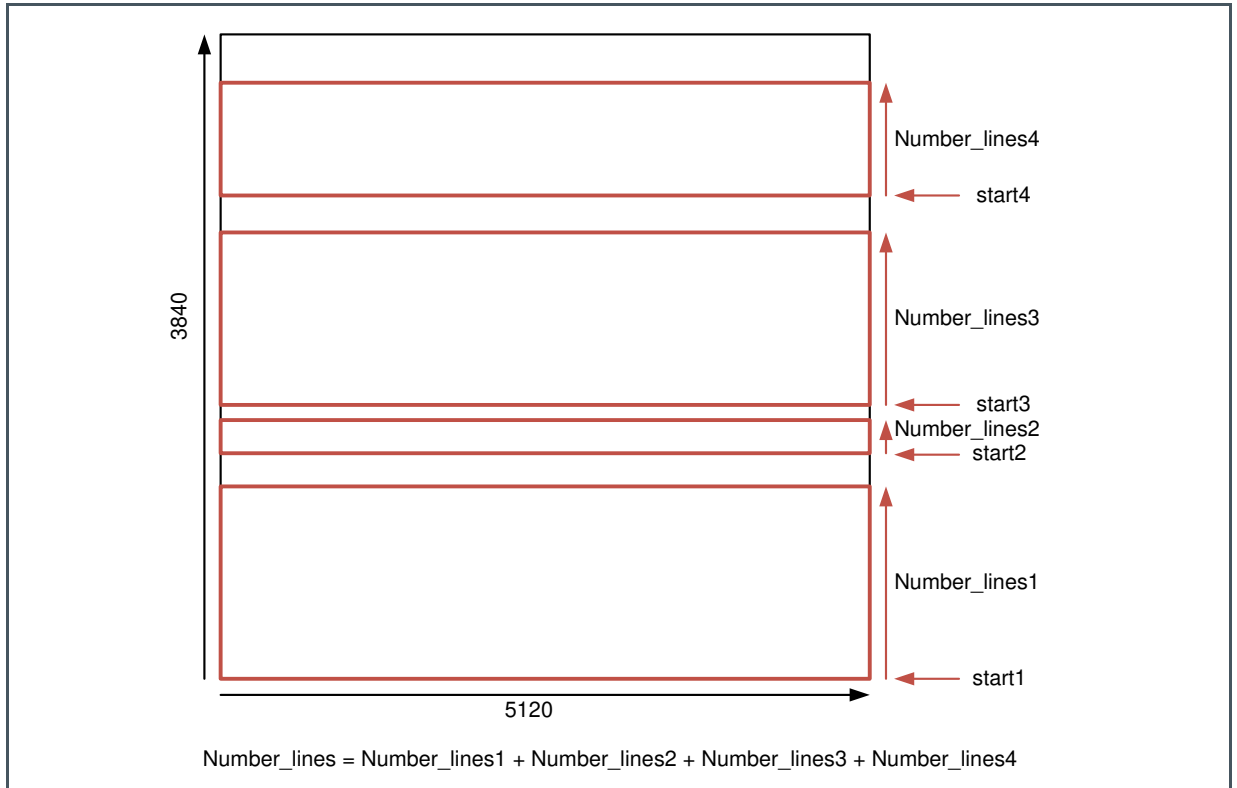 Number_lines4
start4
3840
Number_lines3
start3
Number_lines2
start2
Number_lines1
start1
5120
Number_lines = Number_lines1 + Number_lines2 + Number_lines3 + Number_lines4